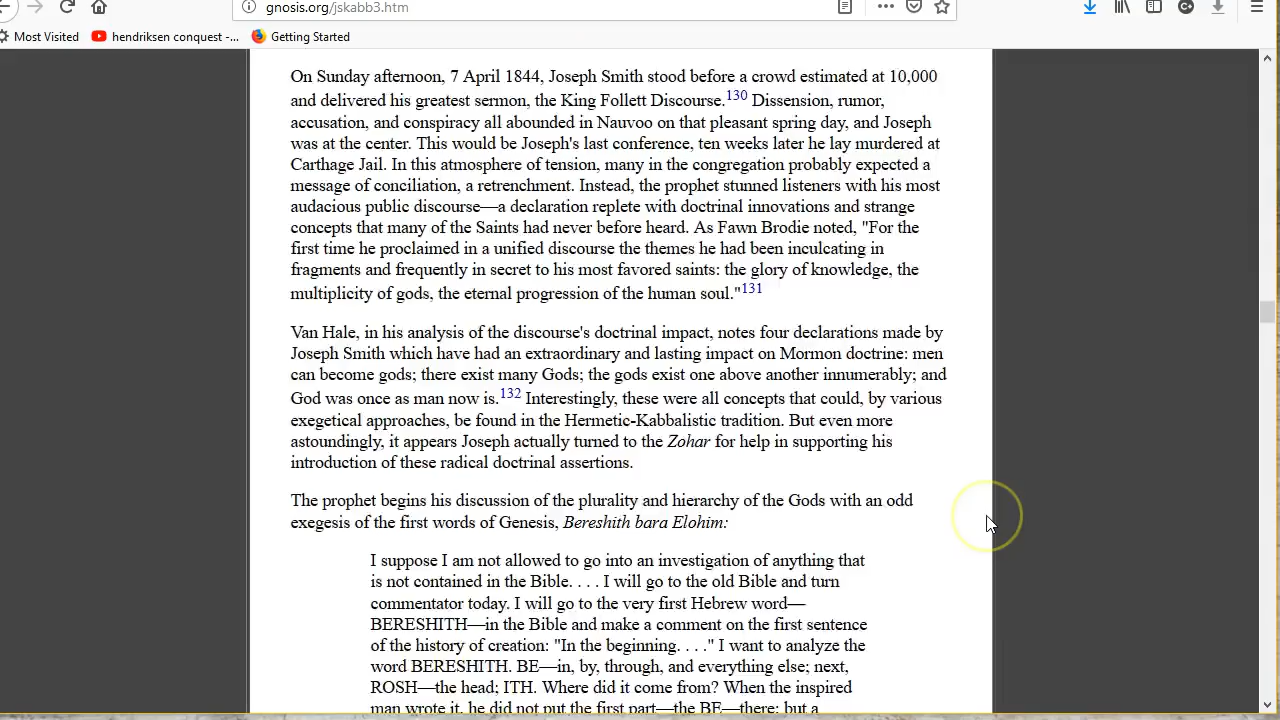 gnosis.org/jskabb3.htm
Most Visited
hendriksen conquest -...
Getting Started
On Sunday afternoon, 7 April 1844, Joseph Smith stood before a crowd estimated at 10,000
and delivered his greatest sermon, the King Follett Discourse.130 Dissension, rumor,
accusation, and conspiracy all abounded in Nauvoo on that pleasant spring day, and Joseph
was at the center. This would be Joseph's last conference, ten weeks later he lay murdered at
Carthage Jail. In this atmosphere of tension, many in the congregation probably expected a
message of conciliation, a retrenchment. Instead, the prophet stunned listeners with his most
audacious public discourse—a declaration replete with doctrinal innovations and strange
concepts that many of the Saints had never before heard. As Fawn Brodie noted, "For the
first time he proclaimed in a unified discourse the themes he had been inculcating in
fragments and frequently in secret to his most favored saints: the glory of knowledge, the
multiplicity of gods, the eternal progression of the human soul."131
Van Hale, in his analysis of the discourse's doctrinal impact, notes four declarations made by
Joseph Smith which have had an extraordinary and lasting impact on Mormon doctrine: men
can become gods; there exist many Gods; the gods exist one above another innumerably; and
God was once as man now is.132 Interestingly, these were all concepts that could, by various
exegetical approaches, be found in the Hermetic-Kabbalistic tradition. But even more
astoundingly, it appears Joseph actually turned to the Zohar for help in supporting his
introduction of these radical doctrinal assertions.
The prophet begins his discussion of the plurality and hierarchy of the Gods with an odd
exegesis of the first words of Genesis, Bereshith bara Elohim:
I suppose I am not allowed to go into an investigation of anything that
is not contained in the Bible. . . . I will go to the old Bible and turn
commentator today. I will go to the very first Hebrew word—
BERESHITH—in the Bible and make a comment on the first sentence
of the history of creation: "In the beginning. . . ." I want to analyze the
word BERESHITH. BE—in, by, through, and everything else; next,
ROSH—the head; ITH. Where did it come from? When the inspired
man wrote it, he did not put the first part—the BE—there; but a